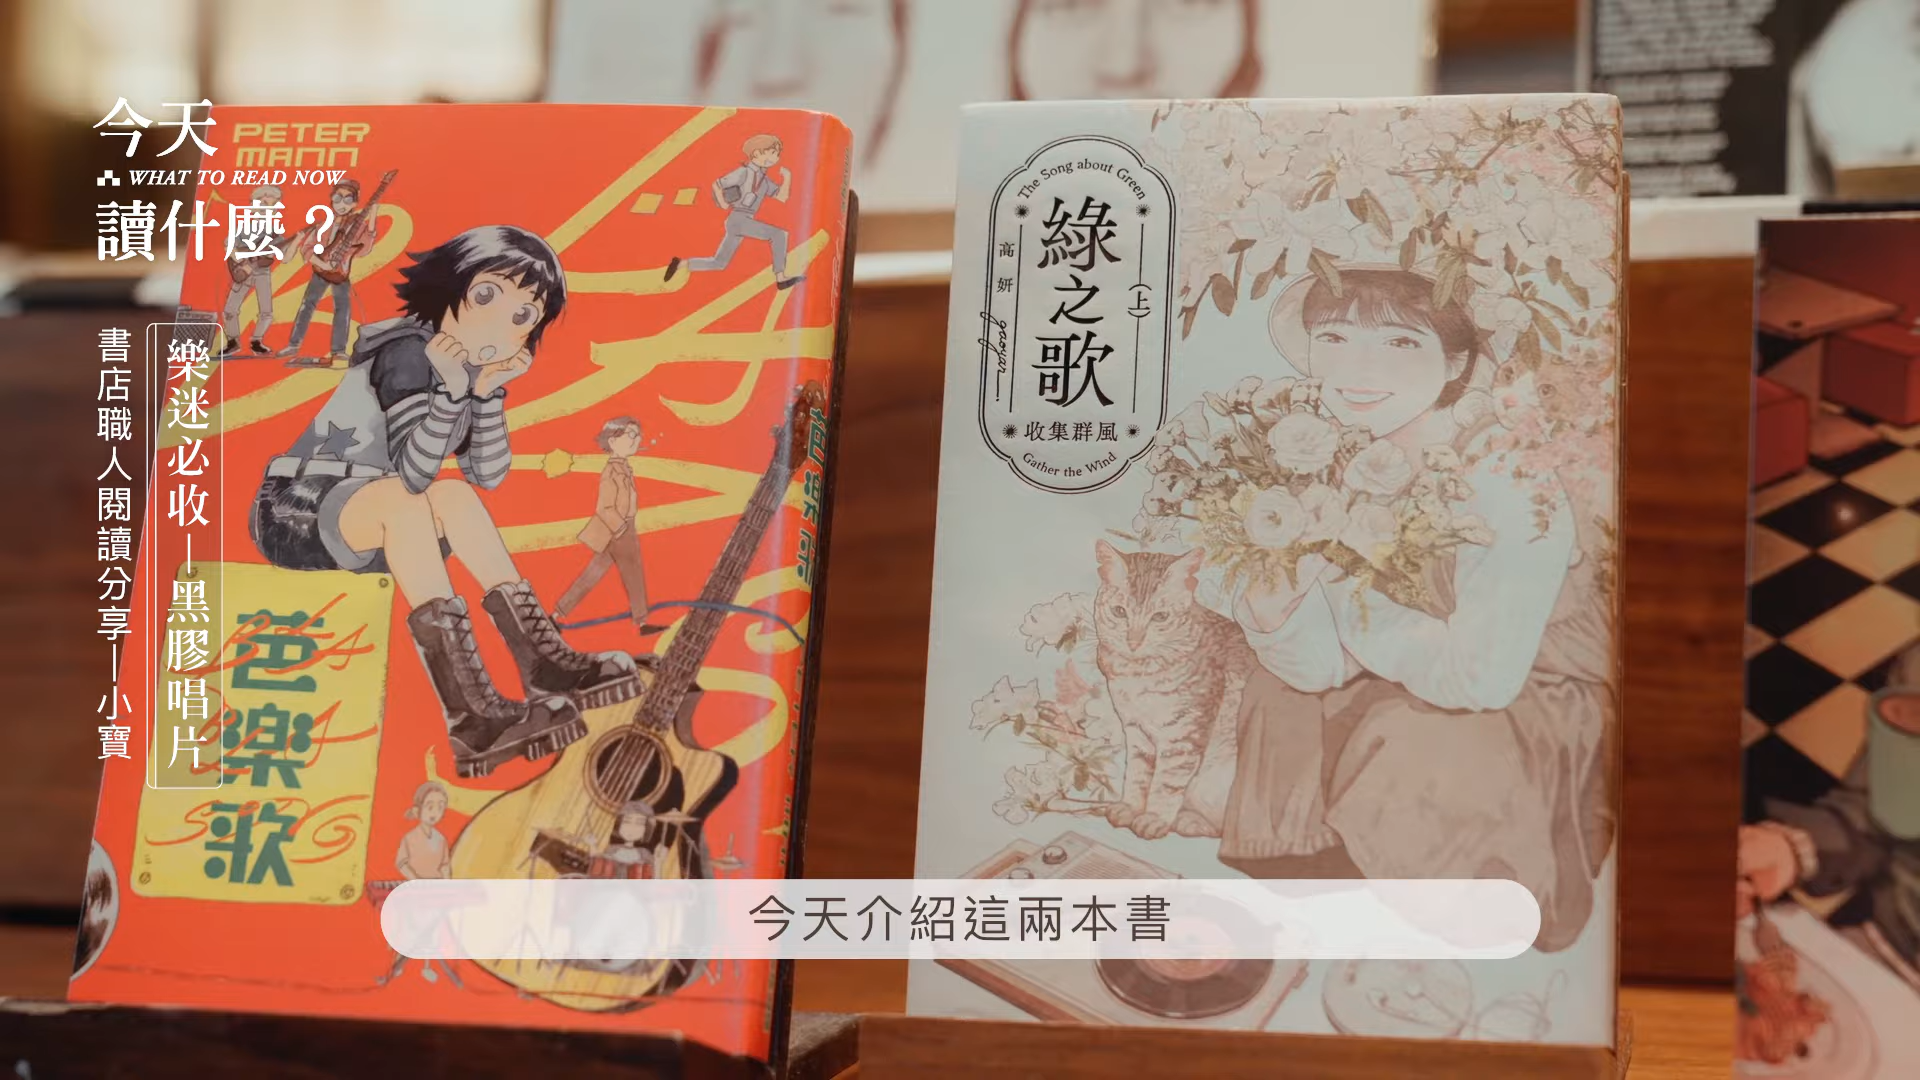 今天
WHAT TO READ NOW
讀什麼？
樂迷必收—黑膠唱片
書店職人閱讀分享—小寶
PETER
MANN
芭樂歌
The Song about Green
綠之歌
（上）
高妍
gaoyan
收集群風
Gather the Wind
今天介紹這兩本書